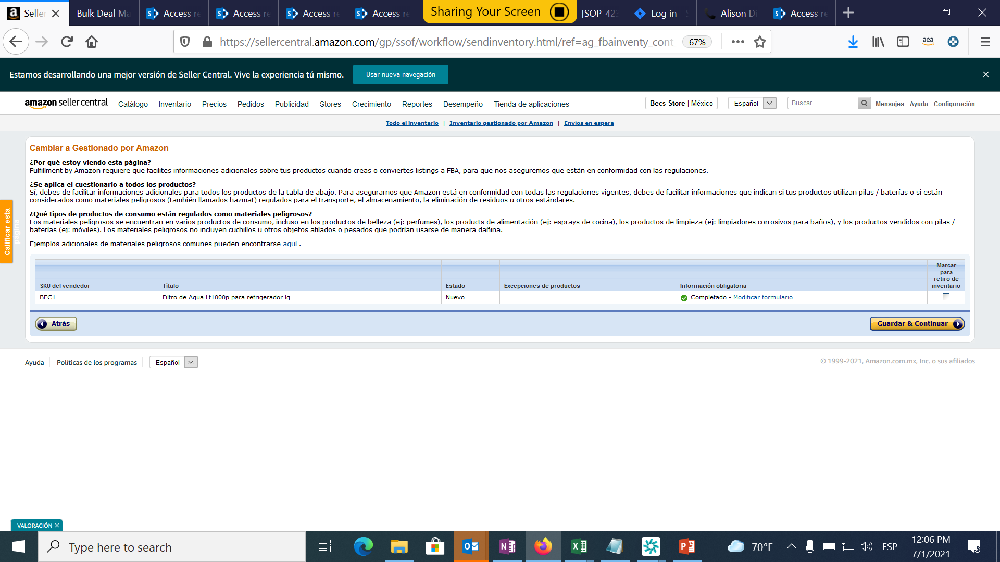 Seller
Bulk Deal Ma
Access re
Access re
Access re
Access re
Sharing Your Screen
[SOP-423
Log in - S
Alison Di
Access re
https://sellercentral.amazon.com/gp/ssof/workflow/sendinventory.html/ref=ag_fbainventy_cont_
67%
aea
Estamos desarrollando una mejor versión de Seller Central. Vive la experiencia tú mismo.
Usar nueva navegación
amazon seller central
Catálogo
Inventario
Precios
Pedidos
Publicidad
Stores
Crecimiento
Reportes
Desempeño
Tienda de aplicaciones
Becs Store | México
Español
Buscar
Mensajes | Ayuda | Configuración
Todo el inventario | Inventario gestionado por Amazon | Envíos en espera
Cambiar a Gestionado por Amazon
¿Por qué estoy viendo esta página?
Fulfillment by Amazon requiere que facilites informaciones adicionales sobre tus productos cuando creas o conviertes listings a FBA, para que nos aseguremos que están en conformidad con las regulaciones.
¿Se aplica el cuestionario a todos los productos?
Sí, debes de facilitar informaciones adicionales para todos los productos de la tabla de abajo. Para asegurarnos que Amazon está en conformidad con todas las regulaciones vigentes, debes de facilitar informaciones que indican si tus productos utilizan pilas / baterías o si están
considerados como materiales peligrosos (también llamados hazmat) regulados para el transporte, el almacenamiento, la eliminación de residuos u otros estándares.
¿Qué tipos de productos de consumo están regulados como materiales peligrosos?
Los materiales peligrosos se encuentran en varios productos de consumo, incluso en los productos de belleza (ej: perfumes), los products de alimentación (ej: esprays de cocina), los productos de limpieza (ej: limpiadores corrosivos para baños), y los productos vendidos con pilas /
baterías (ej: móviles). Los materiales peligrosos no incluyen cuchillos u otros objetos afilados o pesados que podrían usarse de manera dañina.
Ejemplos adicionales de materiales peligrosos comunes pueden encontrarse aquí .
Calificar esta
página
SKU del vendedor
Título
Estado
Excepciones de productos
Información obligatoria
Marcar
para
retiro de
inventario
BEC1
Filtro de Agua Lt1000p para refrigerador lg
Nuevo
Completado - Modificar formulario
Atrás
Guardar & Continuar
Ayuda
Políticas de los programas
Español
© 1999-2021, Amazon.com.mx, Inc. o sus afiliados
VALORACIÓN
Type here to search
70°F
ESP
12:06 PM
7/1/2021